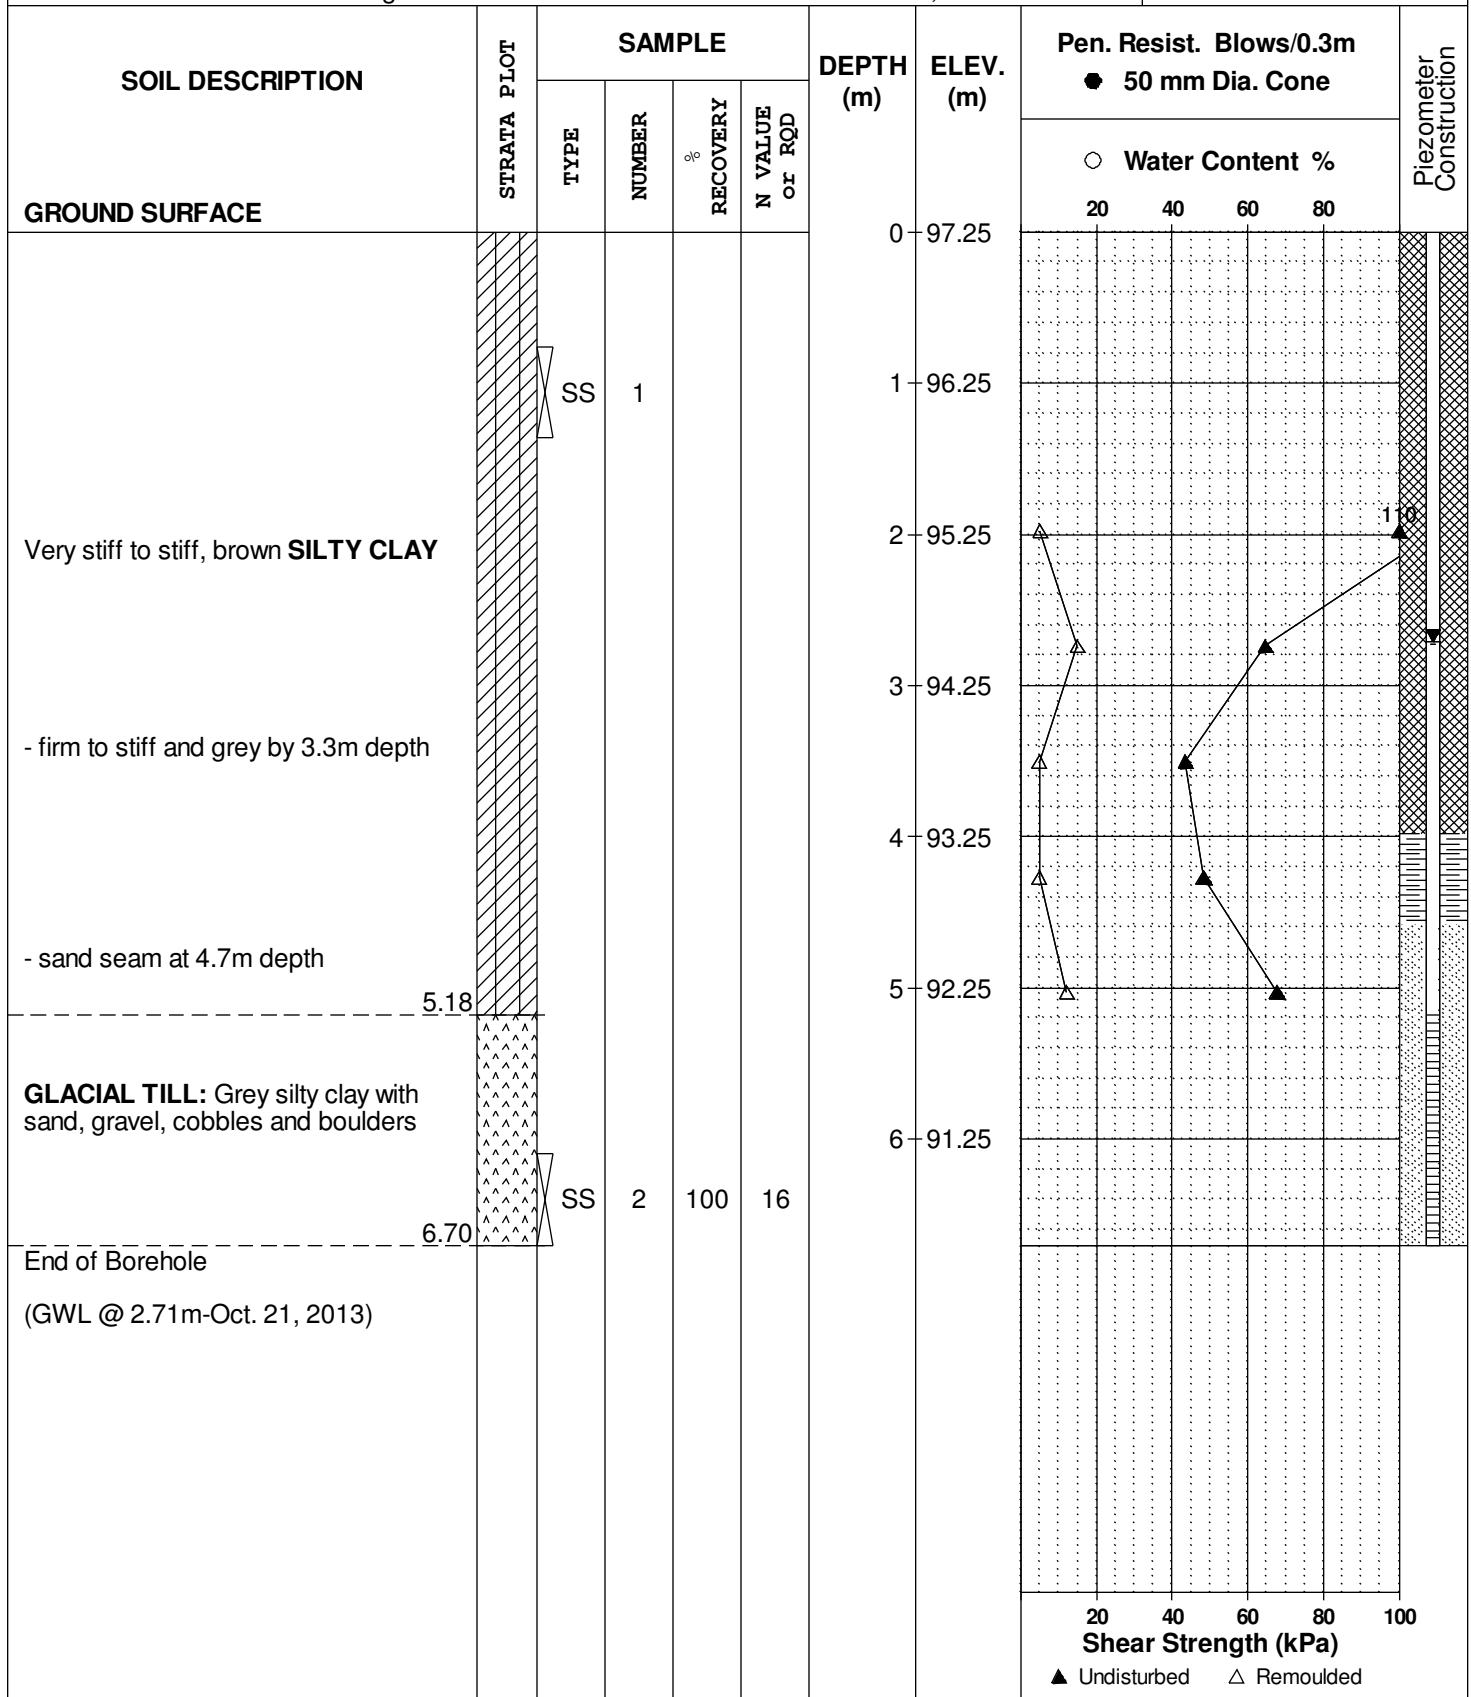 SOIL DESCRIPTION
GROUND SURFACE
STRATA PLOT
SAMPLE
TYPE
NUMBER
%
RECOVERY
N VALUE
or RQD
DEPTH
(m)
ELEV.
(m)
Pen. Resist. Blows/0.3m
● 50 mm Dia. Cone
○ Water Content %
20 40 60 80
Piezometer
Construction
0 97.25
SS 1
1 96.25
110
Very stiff to stiff, brown SILTY CLAY
2 95.25
3 94.25
- firm to stiff and grey by 3.3m depth
4 93.25
- sand seam at 4.7m depth
5.18
5 92.25
GLACIAL TILL: Grey silty clay with
sand, gravel, cobbles and boulders
6 91.25
SS 2 100 16
6.70
End of Borehole
(GWL @ 2.71m-Oct. 21, 2013)
20 40 60 80 100
Shear Strength (kPa)
▲ Undisturbed △ Remoulded